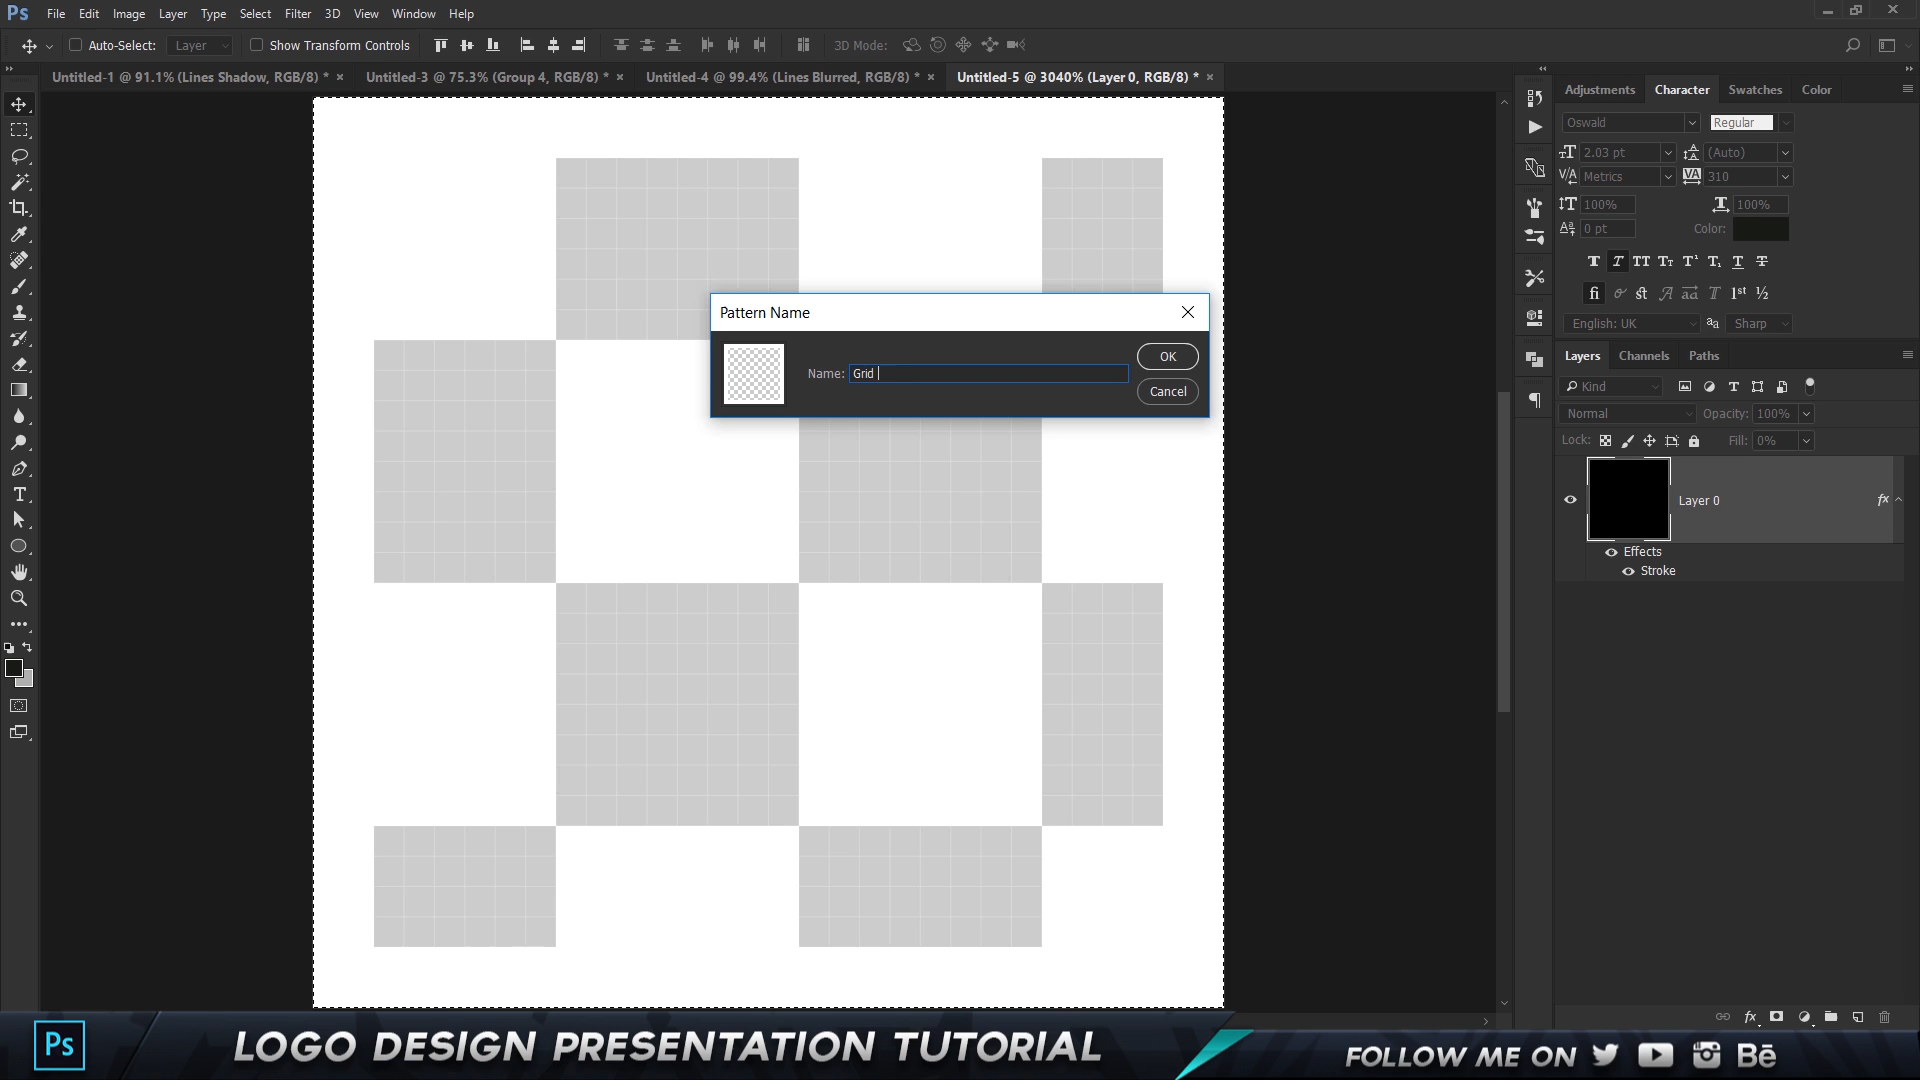 Ps File Edit Image Layer Type Select Filter 3D View Window Help
Auto-Select: Layer Show Transform Controls 3D Mode:
Untitled-1 @ 91.1% (Lines Shadow, RGB/8) * × Untitled-3 @ 75.3% (Group 4, RGB/8) * × Untitled-4 @ 99.4% (Lines Blurred, RGB/8) * × Untitled-5 @ 3040% (Layer 0, RGB/8) * ×
Adjustments Character Swatches Color
Oswald Regular
2.03 pt (Auto)
Metrics 310
100% 100%
0 pt Color:
English: UK aa Sharp
Pattern Name
Name: Grid
OK
Cancel
Layers Channels Paths
Kind
Normal Opacity: 100%
Lock: Fill: 0%
Layer 0 fx
Effects
Stroke
fx
Ps LOGO DESIGN PRESENTATION TUTORIAL
FOLLOW ME ON Bē